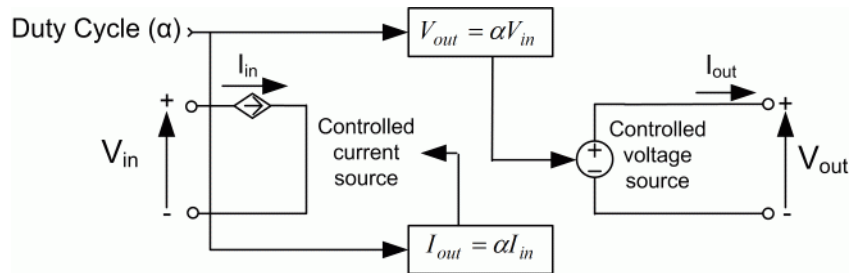 Duty Cycle (α)
V_out = αV_in
I_in
I_out
+
+
+
Controlled
current
source
Controlled
voltage
source
V_in
V_out
−
-
-
I_out = αI_in